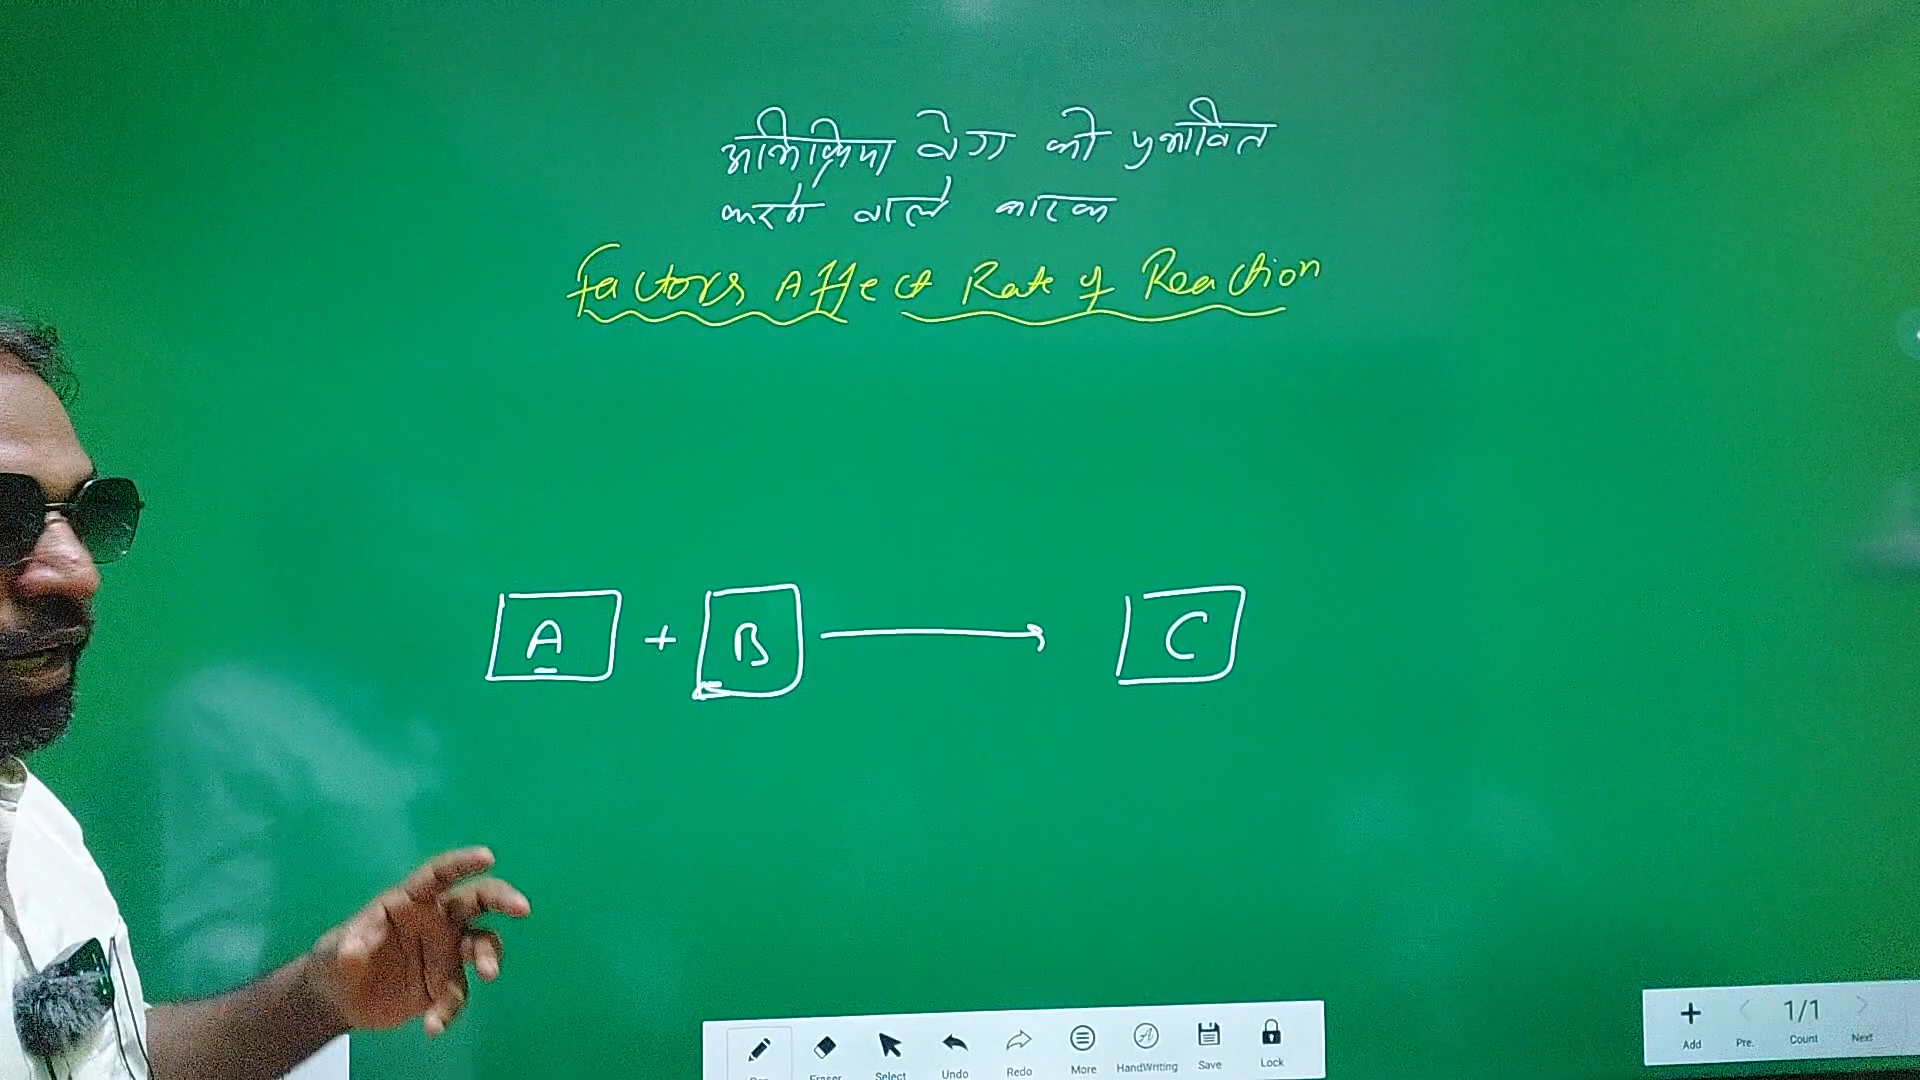 अभिक्रिया वेग को प्रभावित
करने वाले कारक
Factors Affect Rate of Reaction
A + B → C
Eraser Select Undo Redo More HandWriting Save Lock
Add Pre. 1/1 Count Next